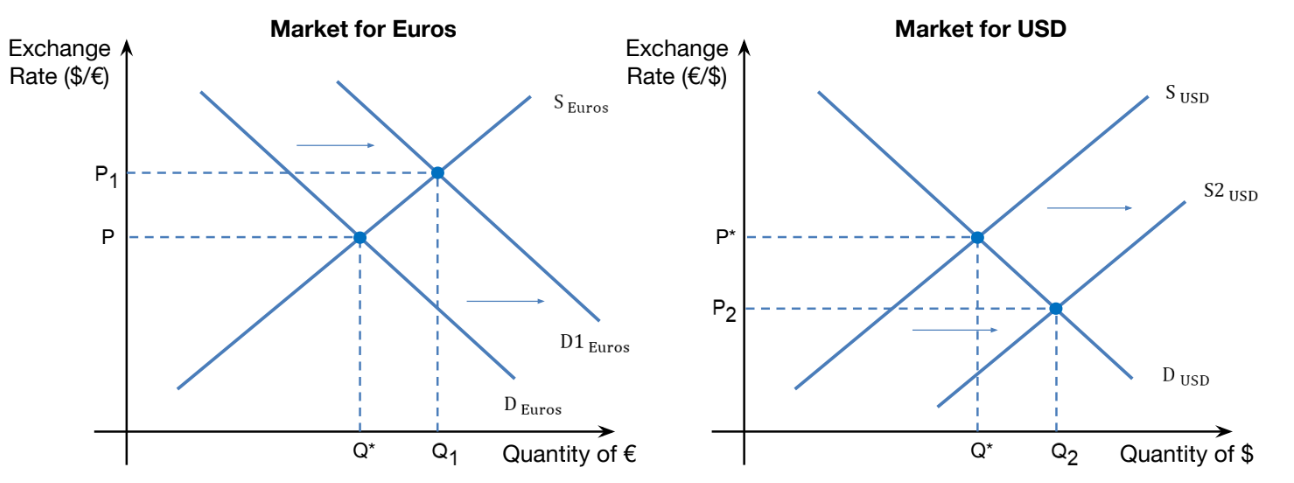 Market for Euros
Exchange
Rate ($/€)
S Euros
P1
P
D1 Euros
D Euros
Q*
Q1
Quantity of €
Market for USD
Exchange
Rate (€/$)
S USD
S2 USD
P*
P2
D USD
Q*
Q2
Quantity of $